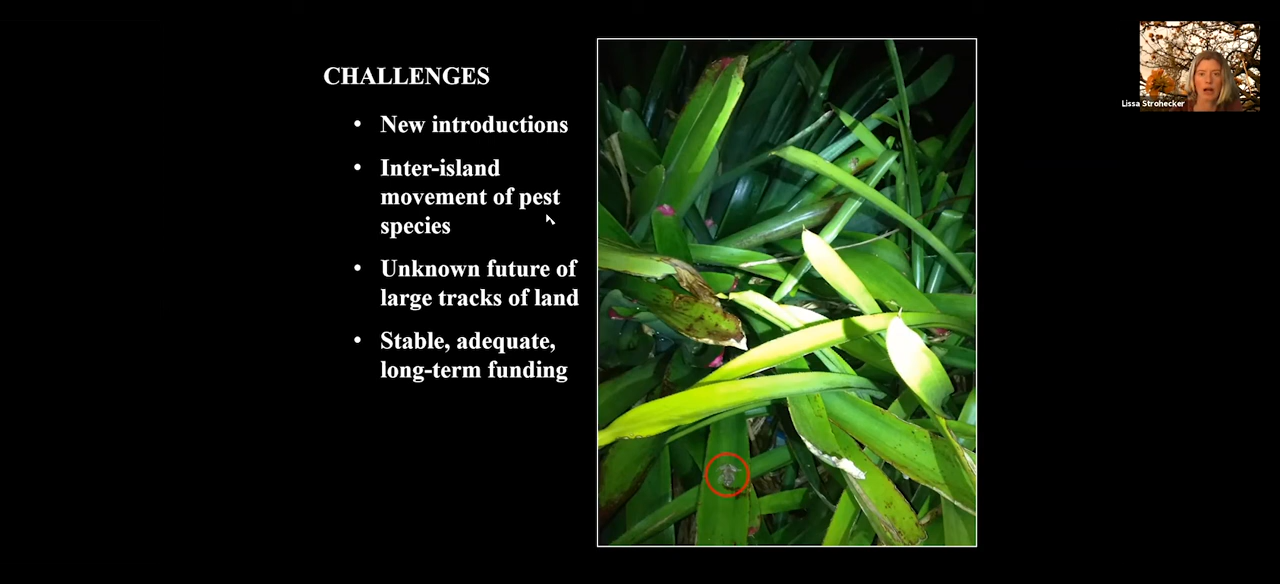 CHALLENGES
• New introductions
• Inter-island
movement of pest
species
• Unknown future of
large tracks of land
• Stable, adequate,
long-term funding
Lissa Strohecker